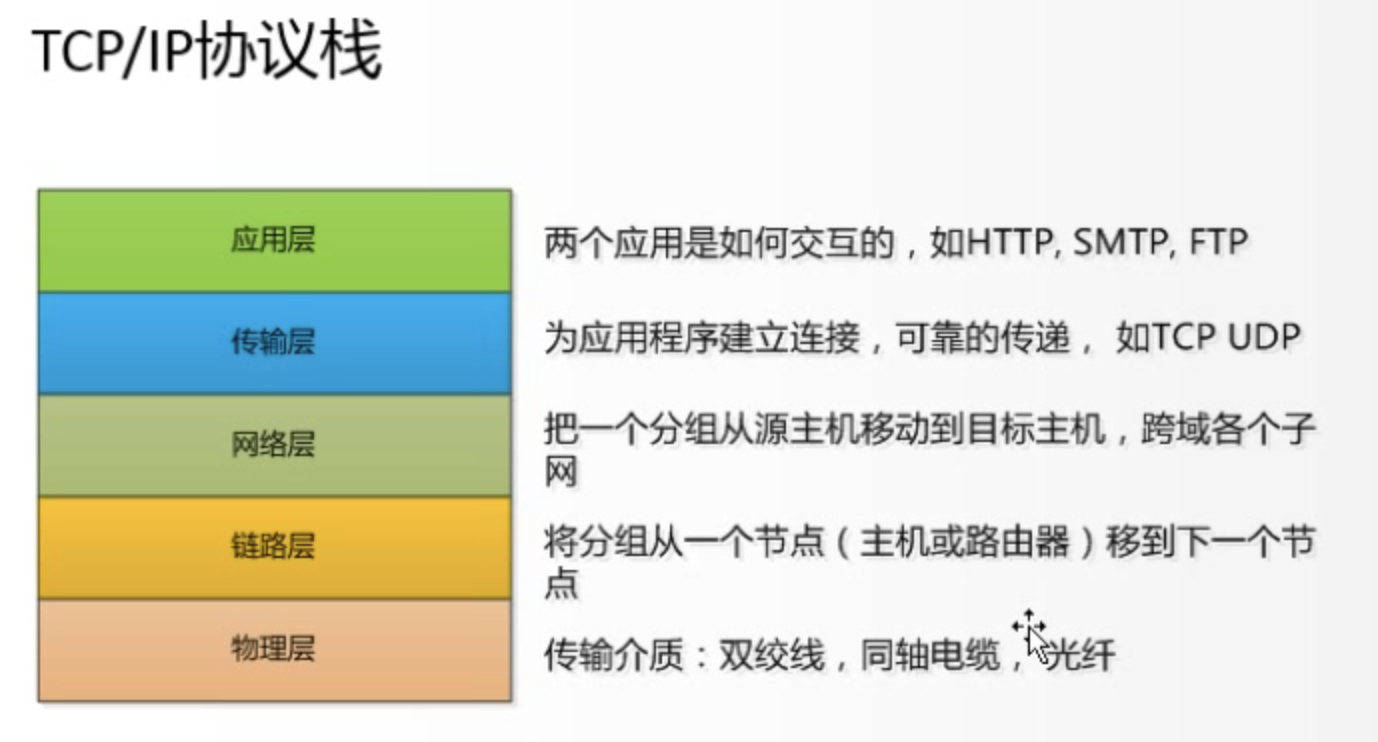 TCP/IP协议栈
应用层
两个应用是如何交互的，如HTTP, SMTP, FTP
传输层
为应用程序建立连接，可靠的传递， 如TCP UDP
网络层
把一个分组从源主机移动到目标主机，跨域各个子
网
链路层
将分组从一个节点（主机或路由器）移到下一个节
点
物理层
传输介质：双绞线，同轴电缆，光纤